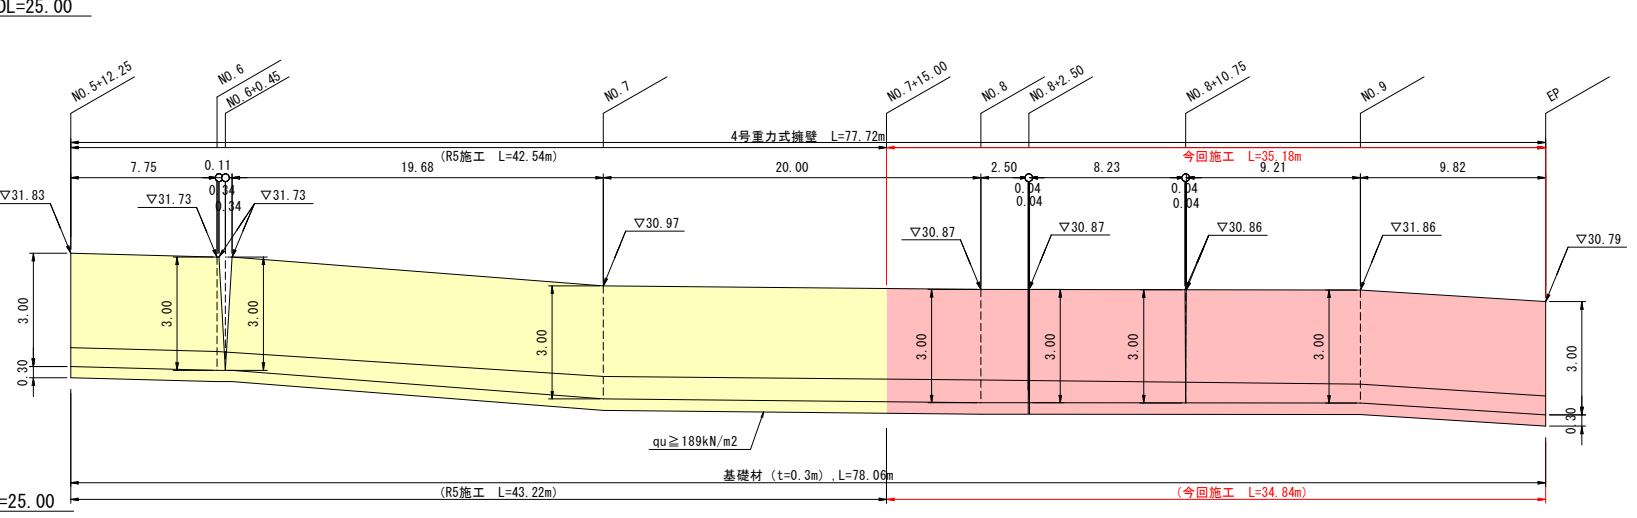 DL=25.00
NO.5+12.25
NO.6
NO.6+0.45
NO.7
NO.7+15.00
NO.8
NO.8+2.50
NO.8+10.75
NO.9
EP
4号重力式擁壁 L=77.72m
(R5施工 L=42.54m)
今回施工 L=35.18m
7.75
0.11
0.34
0.34
19.68
20.00
2.50
0.04
0.04
8.23
0.04
0.04
9.21
9.82
▽31.83
▽31.73
▽31.73
▽30.97
▽30.87
▽30.87
▽30.86
▽31.86
▽30.79
3.00
0.30
3.00
3.00
3.00
3.00
3.00
3.00
3.00
3.00
0.30
qu≧189kN/m2
基礎材 (t=0.3m) ,L=78.06m
(R5施工 L=43.22m)
(今回施工 L=34.84m)
=25.00